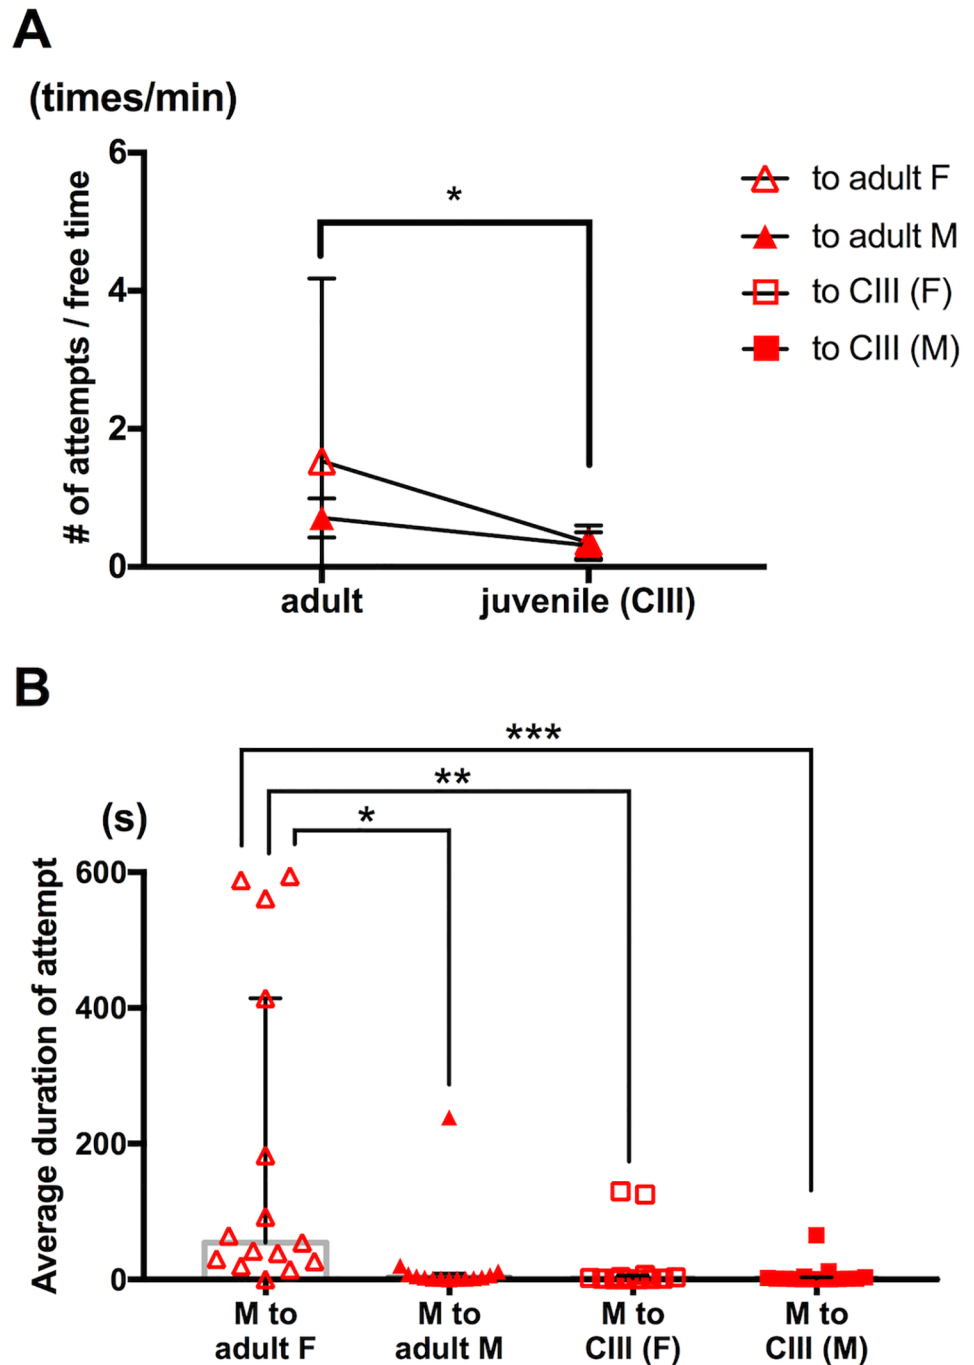 A
(times/min)
# of attempts / free time
6
4
2
0
*
adult
juvenile (CIII)
to adult F
to adult M
to CIII (F)
to CIII (M)
B
(s)
Average duration of attempt
600
400
200
0
***
**
*
M to
adult F
M to
adult M
M to
CIII (F)
M to
CIII (M)